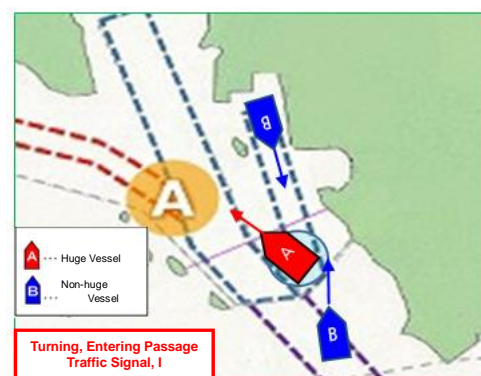 B
A
A
B
A --- Huge Vessel
B --- Non-huge
Vessel
Turning, Entering Passage
Traffic Signal, I